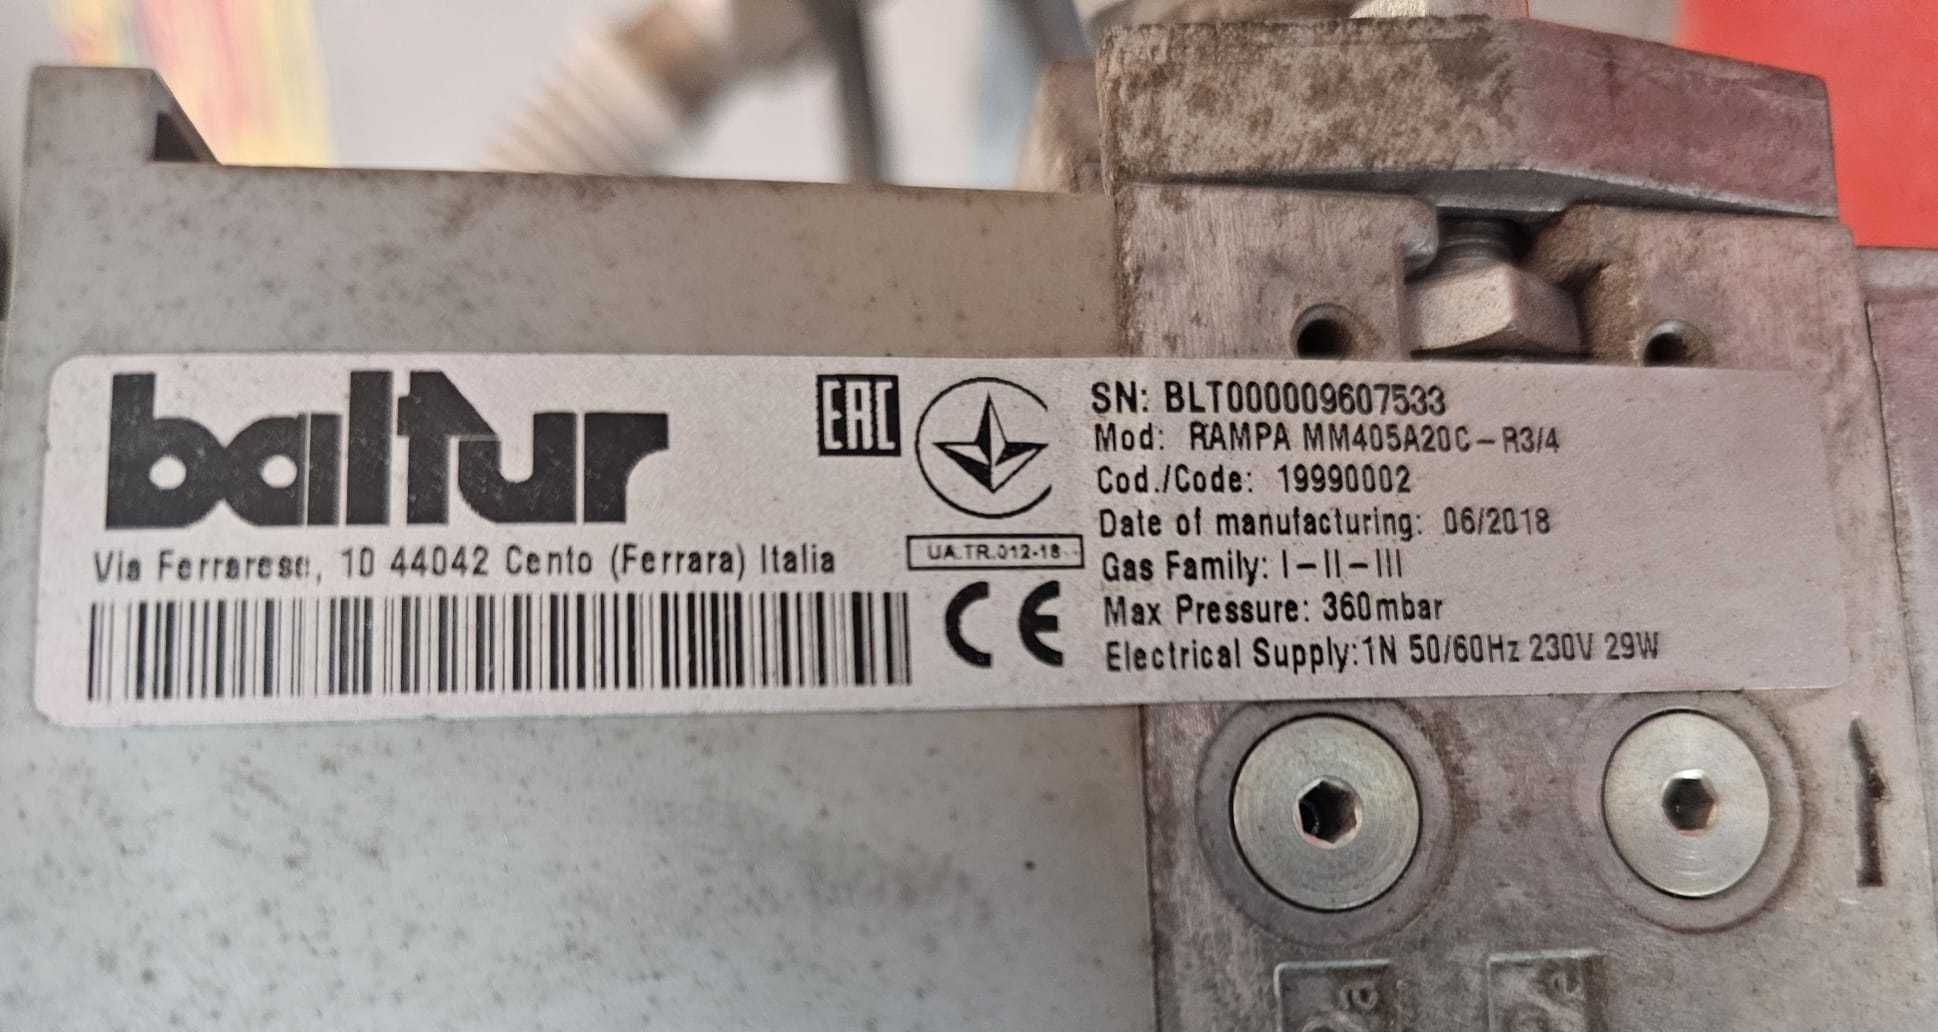 baltur
Via Ferrarese, 10 44042 Cento (Ferrara) Italia
EAC
UA.TR.012-18
CE
SN: BLT000009607533
Mod: RAMPA MM405A20C-R3/4
Cod./Code: 19990002
Date of manufacturing: 06/2018
Gas Family: I-II-III
Max Pressure: 360mbar
Electrical Supply:1N 50/60Hz 230V 29W